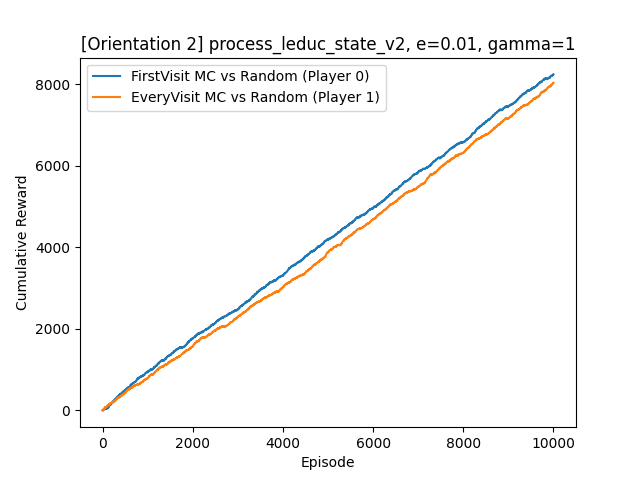 [Orientation 2] process_leduc_state_v2, e=0.01, gamma=1
FirstVisit MC vs Random (Player 0)
EveryVisit MC vs Random (Player 1)
8000
6000
4000
2000
0
Cumulative Reward
0 2000 4000 6000 8000 10000
Episode